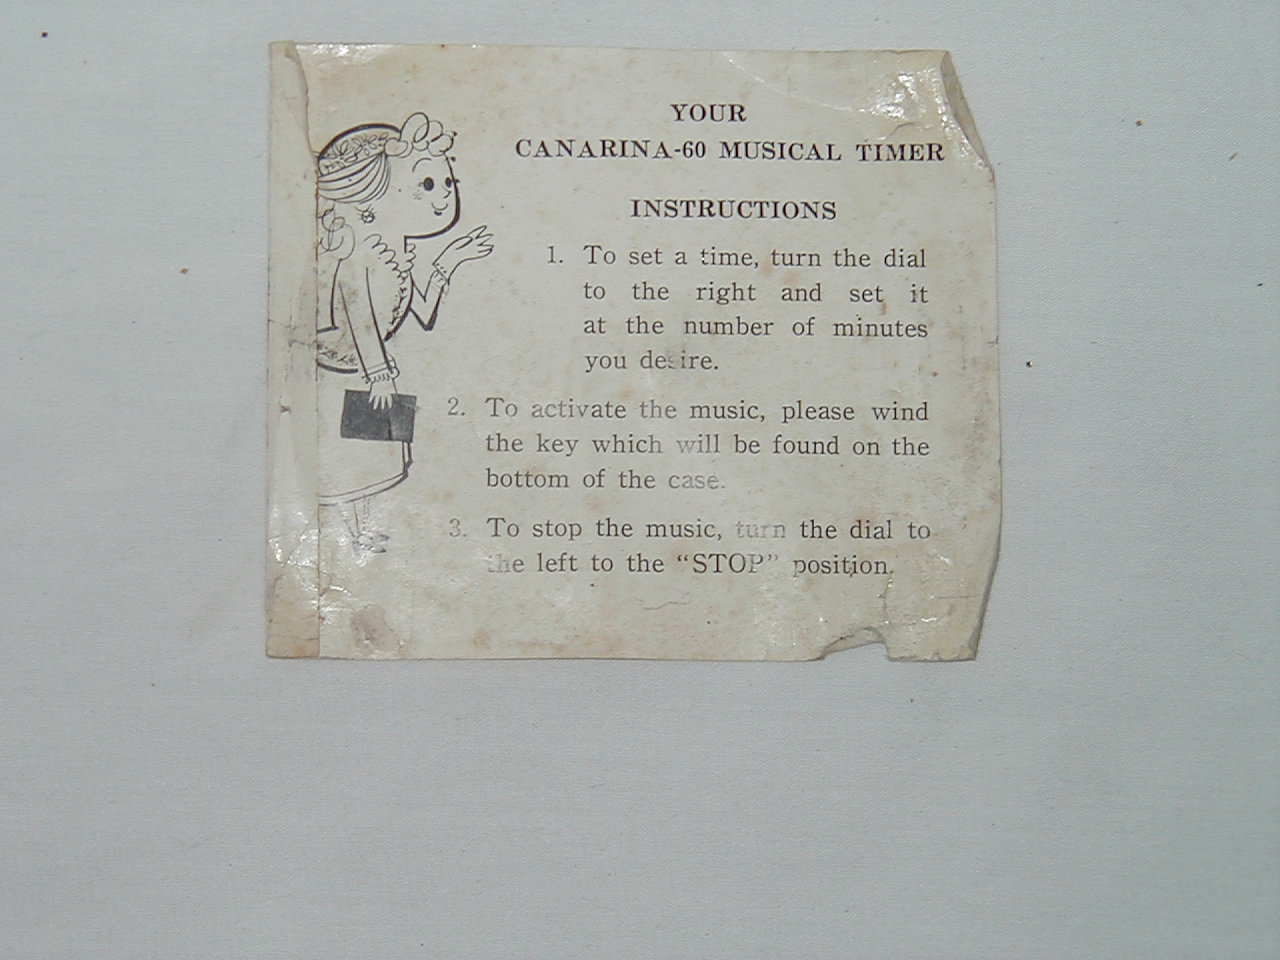 YOUR
CANARINA-60 MUSICAL TIMER
INSTRUCTIONS
1. To set a time, turn the dial
to the right and set it
at the number of minutes
you desire.
2. To activate the music, please wind
the key which will be found on the
bottom of the case.
3. To stop the music, turn the dial to
the left to the “STOP” position.